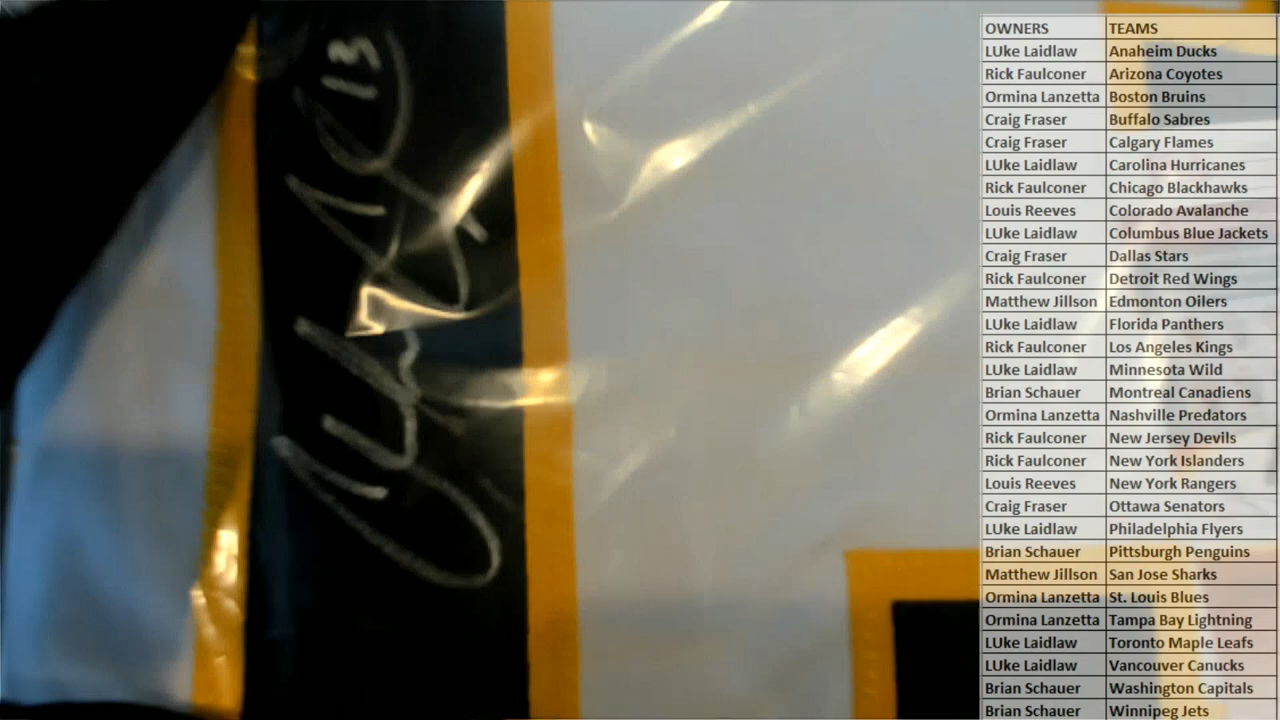 OWNERS TEAMS
LUke Laidlaw Anaheim Ducks
Rick Faulconer Arizona Coyotes
Ormina Lanzetta Boston Bruins
Craig Fraser Buffalo Sabres
Craig Fraser Calgary Flames
LUke Laidlaw Carolina Hurricanes
Rick Faulconer Chicago Blackhawks
Louis Reeves Colorado Avalanche
LUke Laidlaw Columbus Blue Jackets
Craig Fraser Dallas Stars
Rick Faulconer Detroit Red Wings
Matthew Jillson Edmonton Oilers
LUke Laidlaw Florida Panthers
Rick Faulconer Los Angeles Kings
LUke Laidlaw Minnesota Wild
Brian Schauer Montreal Canadiens
Ormina Lanzetta Nashville Predators
Rick Faulconer New Jersey Devils
Rick Faulconer New York Islanders
Louis Reeves New York Rangers
Craig Fraser Ottawa Senators
LUke Laidlaw Philadelphia Flyers
Brian Schauer Pittsburgh Penguins
Matthew Jillson San Jose Sharks
Ormina Lanzetta St. Louis Blues
Ormina Lanzetta Tampa Bay Lightning
LUke Laidlaw Toronto Maple Leafs
LUke Laidlaw Vancouver Canucks
Brian Schauer Washington Capitals
Brian Schauer Winnipeg Jets
13